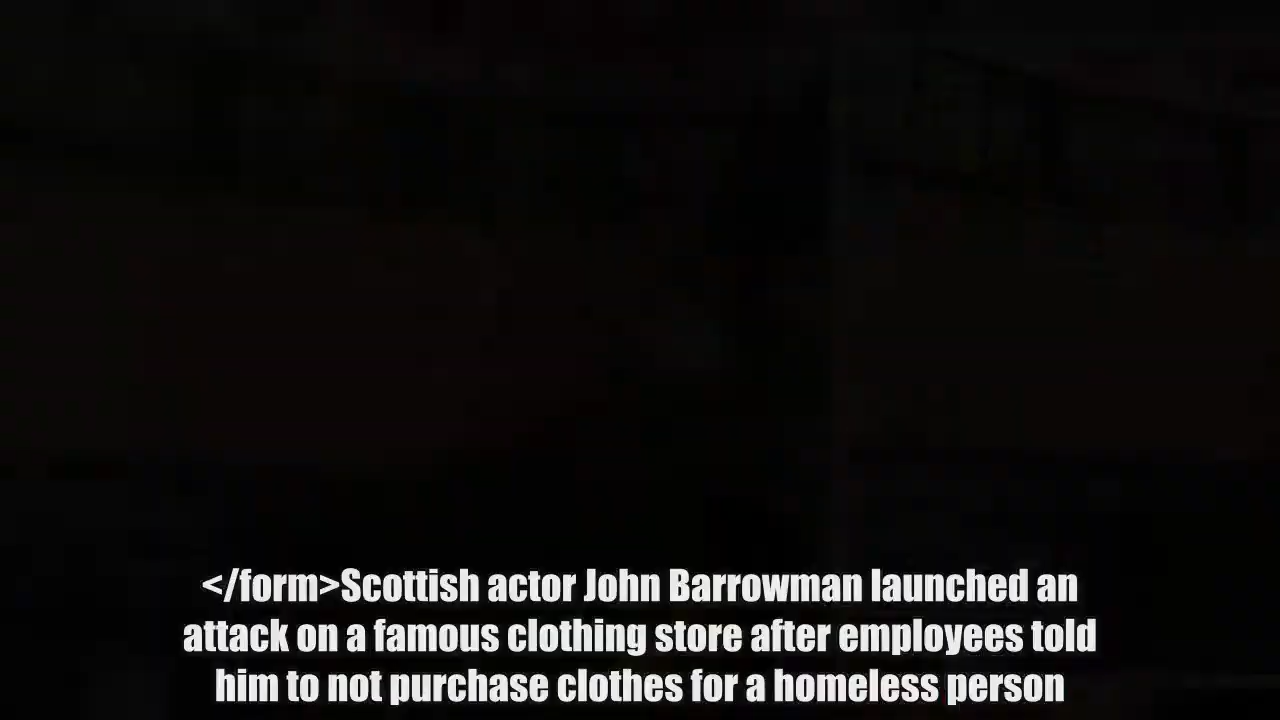 </form>Scottish actor John Barrowman launched an
attack on a famous clothing store after employees told
him to not purchase clothes for a homeless person